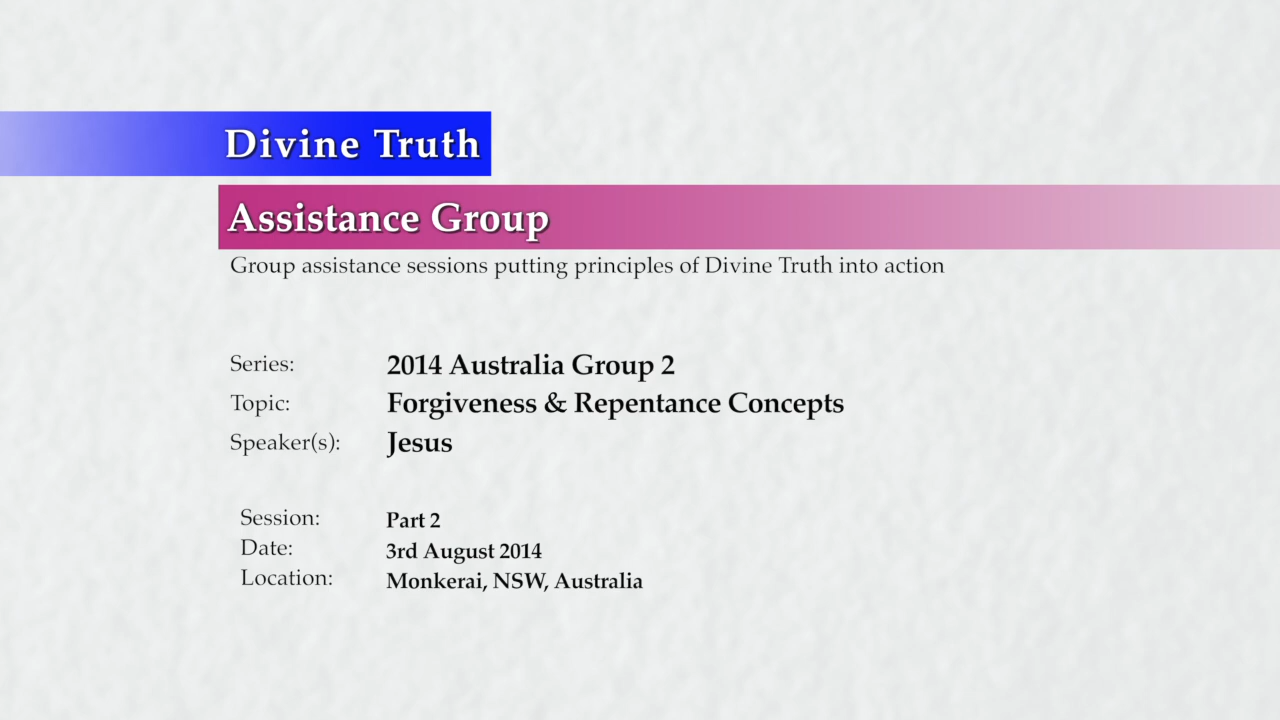 Divine Truth
Assistance Group
Group assistance sessions putting principles of Divine Truth into action
Series: 2014 Australia Group 2
Topic: Forgiveness & Repentance Concepts
Speaker(s): Jesus
Session: Part 2
Date: 3rd August 2014
Location: Monkerai, NSW, Australia